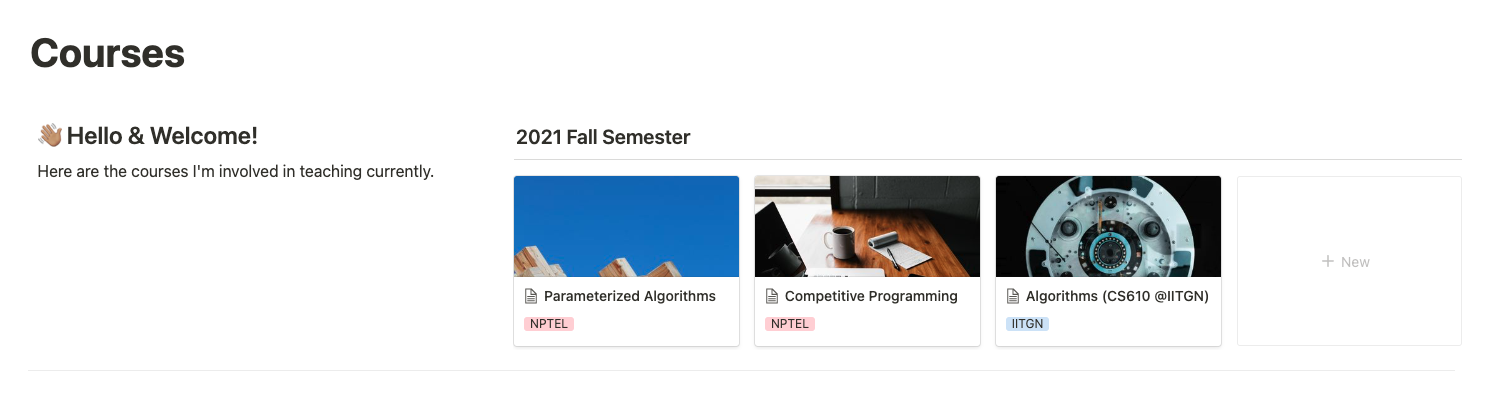 Courses
👋🏽 Hello & Welcome!
Here are the courses I'm involved in teaching currently.
2021 Fall Semester
Parameterized Algorithms
NPTEL
Competitive Programming
NPTEL
Algorithms (CS610 @IITGN)
IITGN
+ New